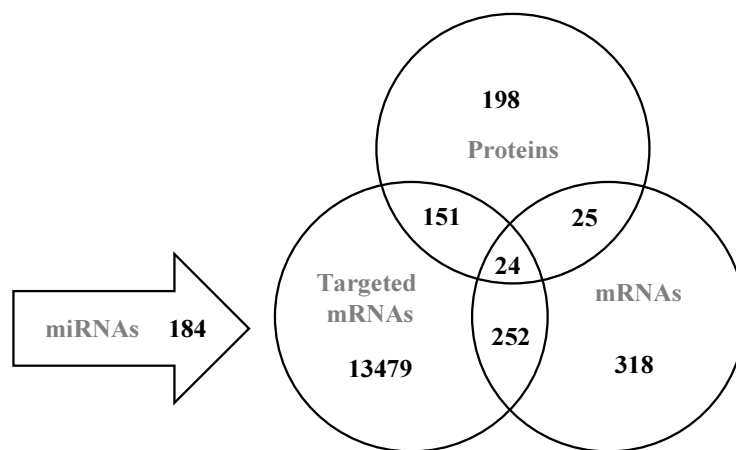 198
Proteins
151
25
24
Targeted
mRNAs
mRNAs
miRNAs 184
252
13479
318